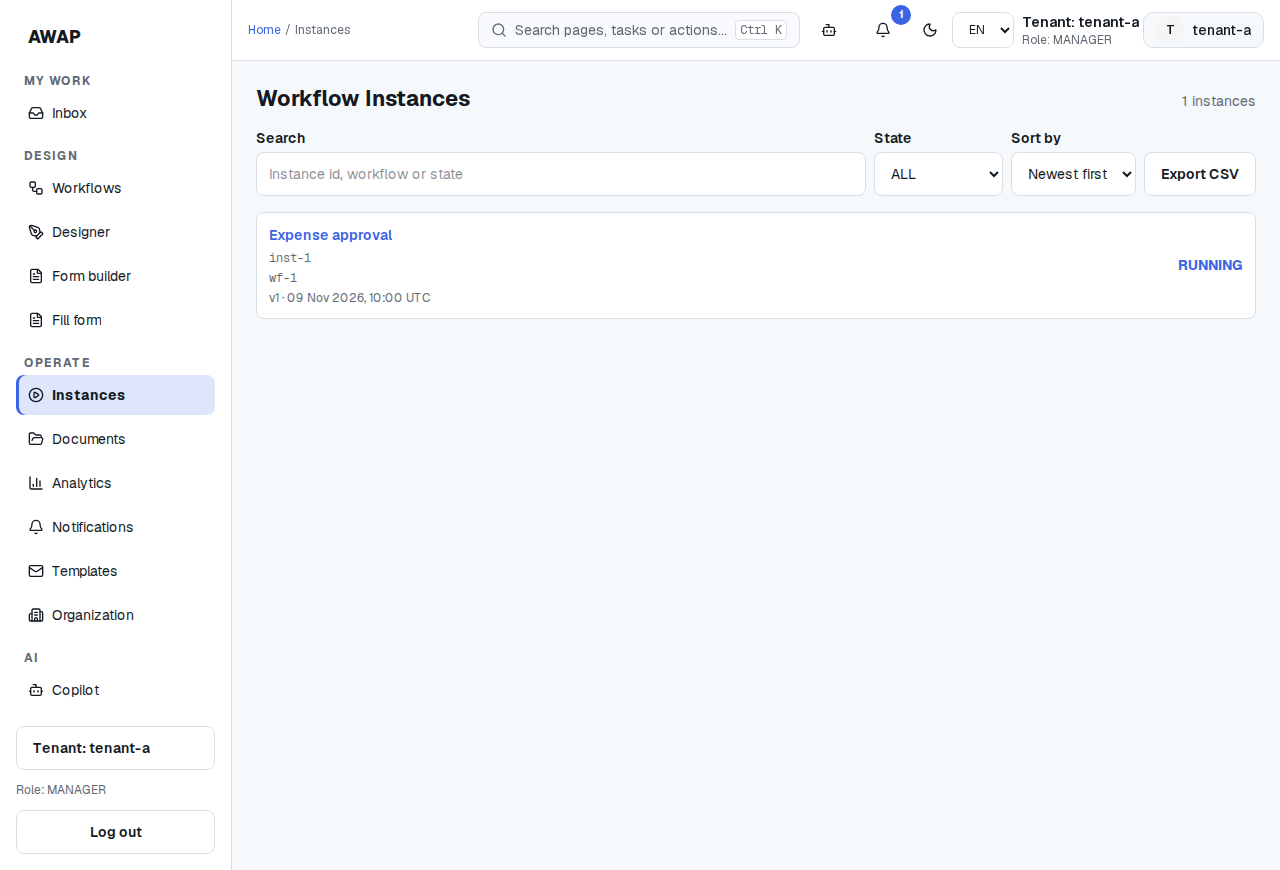 AWAP
MY WORK
Inbox
DESIGN
Workflows
Designer
Form builder
Fill form
OPERATE
Instances
Documents
Analytics
Notifications
Templates
Organization
AI
Copilot
Tenant: tenant-a
Role: MANAGER
Log out
Home / Instances
Search pages, tasks or actions... Ctrl K
1
EN
Tenant: tenant-a
Role: MANAGER
T tenant-a
Workflow Instances
1 instances
Search
State
Sort by
Instance id, workflow or state
ALL
Newest first
Export CSV
Expense approval
inst-1
wf-1
v1 · 09 Nov 2026, 10:00 UTC
RUNNING